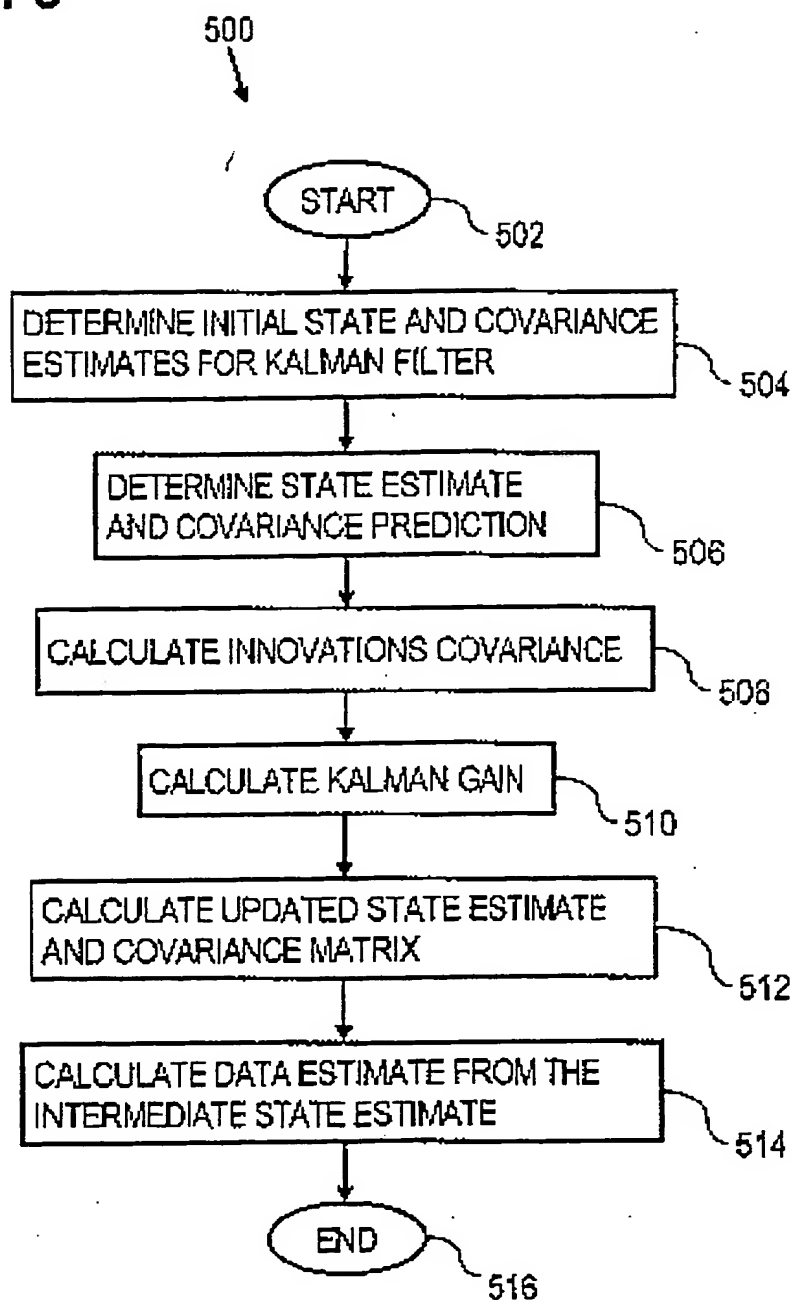 500
START
502
DETERMINE INITIAL STATE AND COVARIANCE
ESTIMATES FOR KALMAN FILTER
504
DETERMINE STATE ESTIMATE
AND COVARIANCE PREDICTION
506
CALCULATE INNOVATIONS COVARIANCE
508
CALCULATE KALMAN GAIN
510
CALCULATE UPDATED STATE ESTIMATE
AND COVARIANCE MATRIX
512
CALCULATE DATA ESTIMATE FROM THE
INTERMEDIATE STATE ESTIMATE
514
END
516